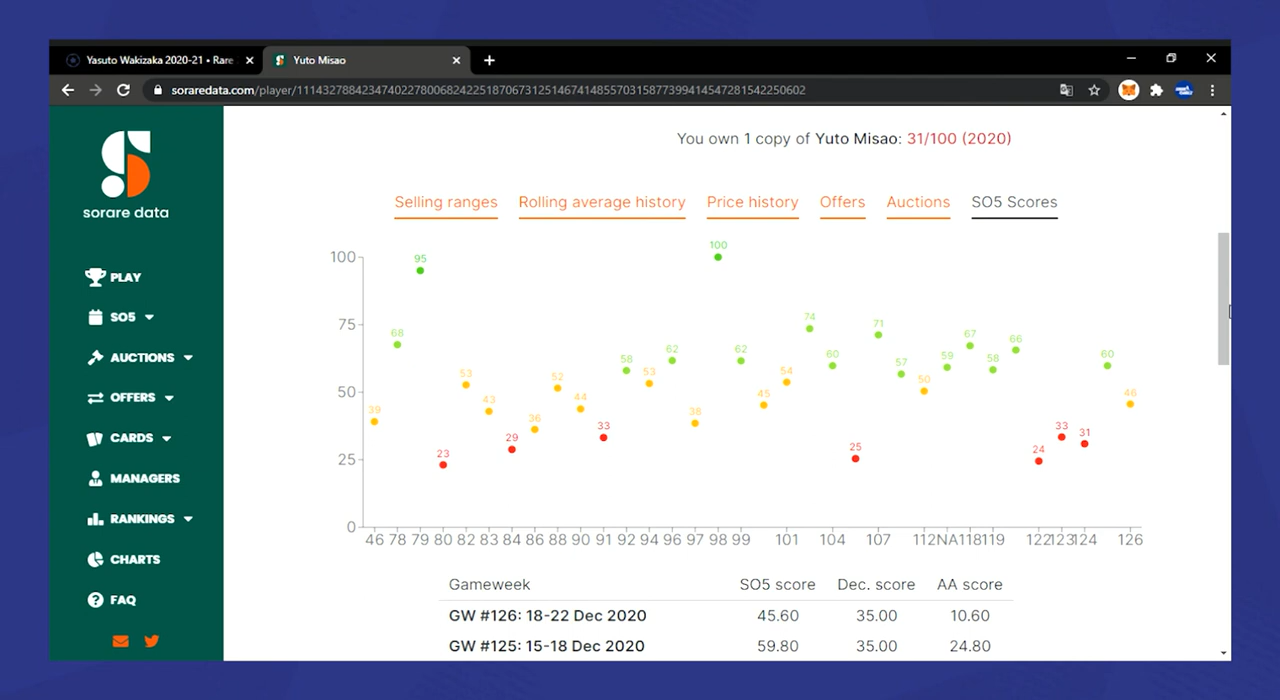 Yasuto Wakizaka 2020-21 • Rare
Yuto Misao
soraredata.com/player/111432788423474022780068242251870673125146741485570315877399414547281542250602
sorare data
PLAY
SO5
AUCTIONS
OFFERS
CARDS
MANAGERS
RANKINGS
CHARTS
FAQ
You own 1 copy of Yuto Misao: 31/100 (2020)
Selling ranges Rolling average history Price history Offers Auctions SO5 Scores
100
75
50
25
0
39 68 95 23 53 43 29 36 52 44 33 58 53 62 38 100 62 45 54 74 60 25 71 57 50 59 67 58 66 24 33 31 60 46
46 78 79 80 82 83 84 86 88 90 91 92 94 96 97 98 99 101 104 107 112 NA 118 119 122 123 124 126
Gameweek SO5 score Dec. score AA score
GW #126: 18-22 Dec 2020 45.60 35.00 10.60
GW #125: 15-18 Dec 2020 59.80 35.00 24.80